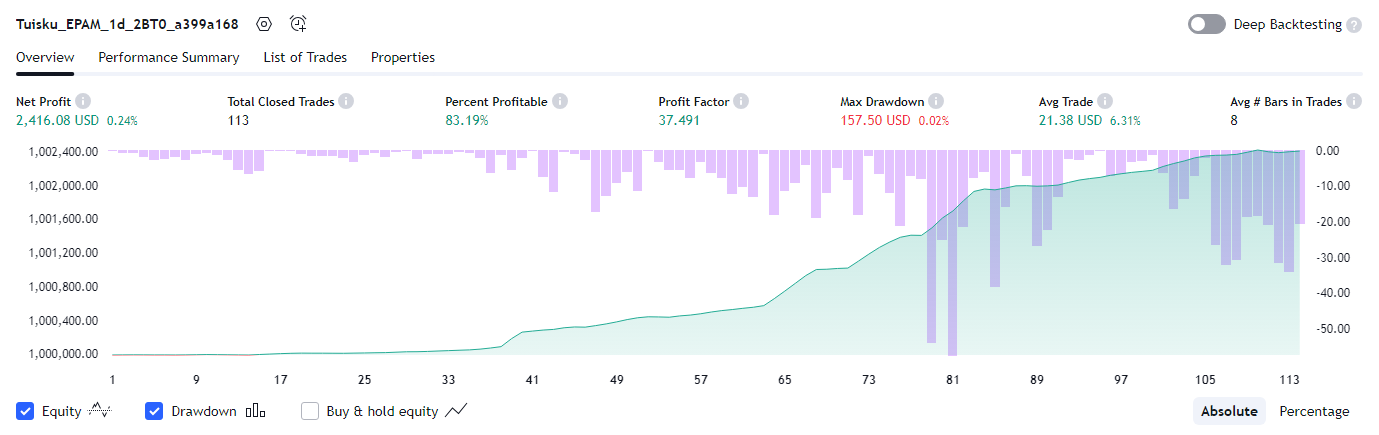 Tuisku_EPAM_1d_2BT0_a399a168 Deep Backtesting ?
Overview Performance Summary List of Trades Properties
Net Profit i Total Closed Trades i Percent Profitable i Profit Factor i Max Drawdown i Avg Trade i Avg # Bars in Trades i
2,416.08 USD 0.24% 113 83.19% 37.491 157.50 USD 0.02% 21.38 USD 6.31% 8
1,002,400.00 0.00
1,002,000.00 -10.00
1,001,600.00 -20.00
1,001,200.00 -30.00
1,000,800.00 -40.00
1,000,400.00 -50.00
1,000,000.00
1 9 17 25 33 41 49 57 65 73 81 89 97 105 113
Equity Drawdown Buy & hold equity Absolute Percentage